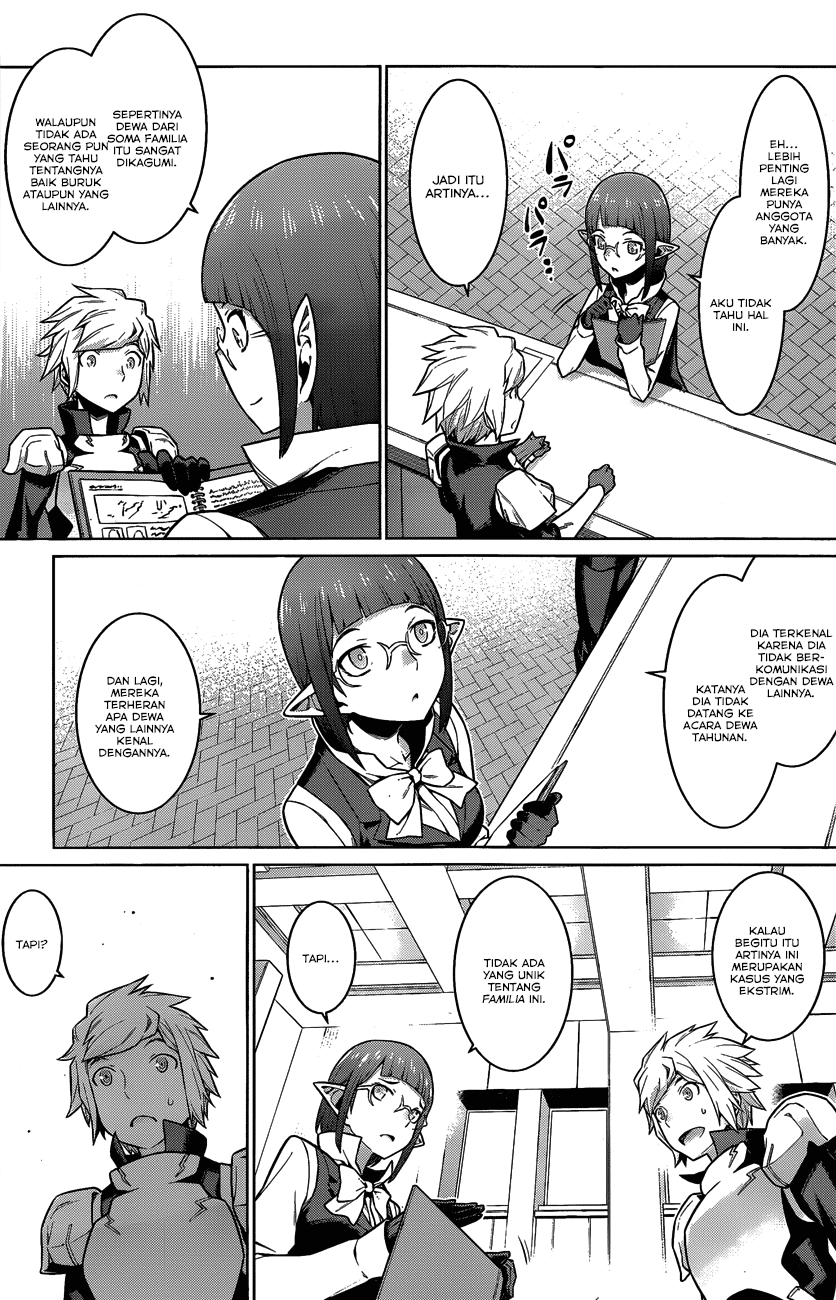 EH...
LEBIH
PENTING
LAGI
MEREKA
PUNYA
ANGGOTA
YANG
BANYAK.
AKU TIDAK
TAHU HAL
INI.
パラ
パラ…
JADI ITU
ARTINYA...
SEPERTINYA
DEWA DARI
SOMA FAMILIA
ITU SANGAT
DIKAGUMI.
WALAUPUN
TIDAK ADA
SEORANG PUN
YANG TAHU
TENTANGNYA
BAIK BURUK
ATAUPUN YANG
LAINNYA.
DIA TERKENAL
KARENA DIA
TIDAK BER-
KOMUNIKASI
DENGAN DEWA
LAINNYA.
KATANYA
DIA TIDAK
DATANG KE
ACARA DEWA
TAHUNAN.
DAN LAGI,
MEREKA
TERHERAN
APA DEWA
YANG LAINNYA
KENAL
DENGANNYA.
KALAU
BEGITU ITU
ARTINYA INI
MERUPAKAN
KASUS YANG
EKSTRIM.
TIDAK ADA
YANG UNIK
TENTANG
FAMILIA INI.
TAPI...
TAPI?